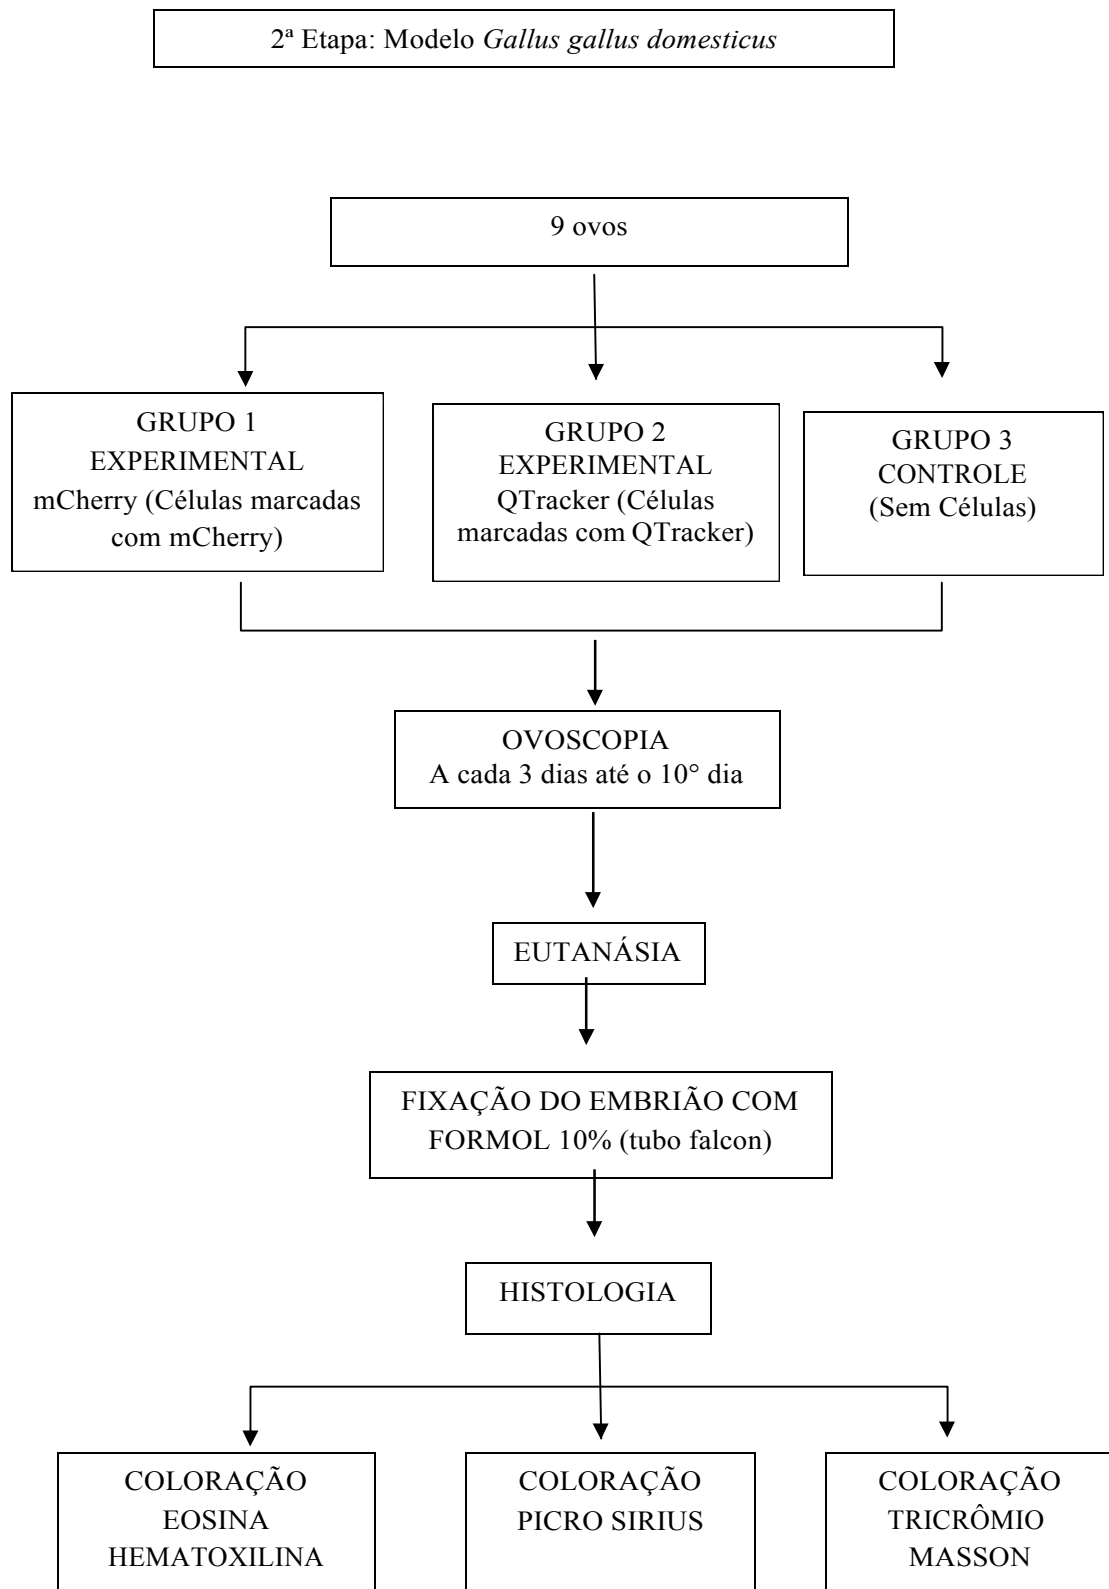 2ª Etapa: Modelo Gallus gallus domesticus
9 ovos
GRUPO 1
EXPERIMENTAL
mCherry (Células marcadas
com mCherry)
GRUPO 2
EXPERIMENTAL
QTracker (Células
marcadas com QTracker)
GRUPO 3
CONTROLE
(Sem Células)
OVOSCOPIA
A cada 3 dias até o 10° dia
EUTANÁSIA
FIXAÇÃO DO EMBRIÃO COM
FORMOL 10% (tubo falcon)
HISTOLOGIA
COLORAÇÃO
EOSINA
HEMATOXILINA
COLORAÇÃO
PICRO SIRIUS
COLORAÇÃO
TRICRÔMIO
MASSON